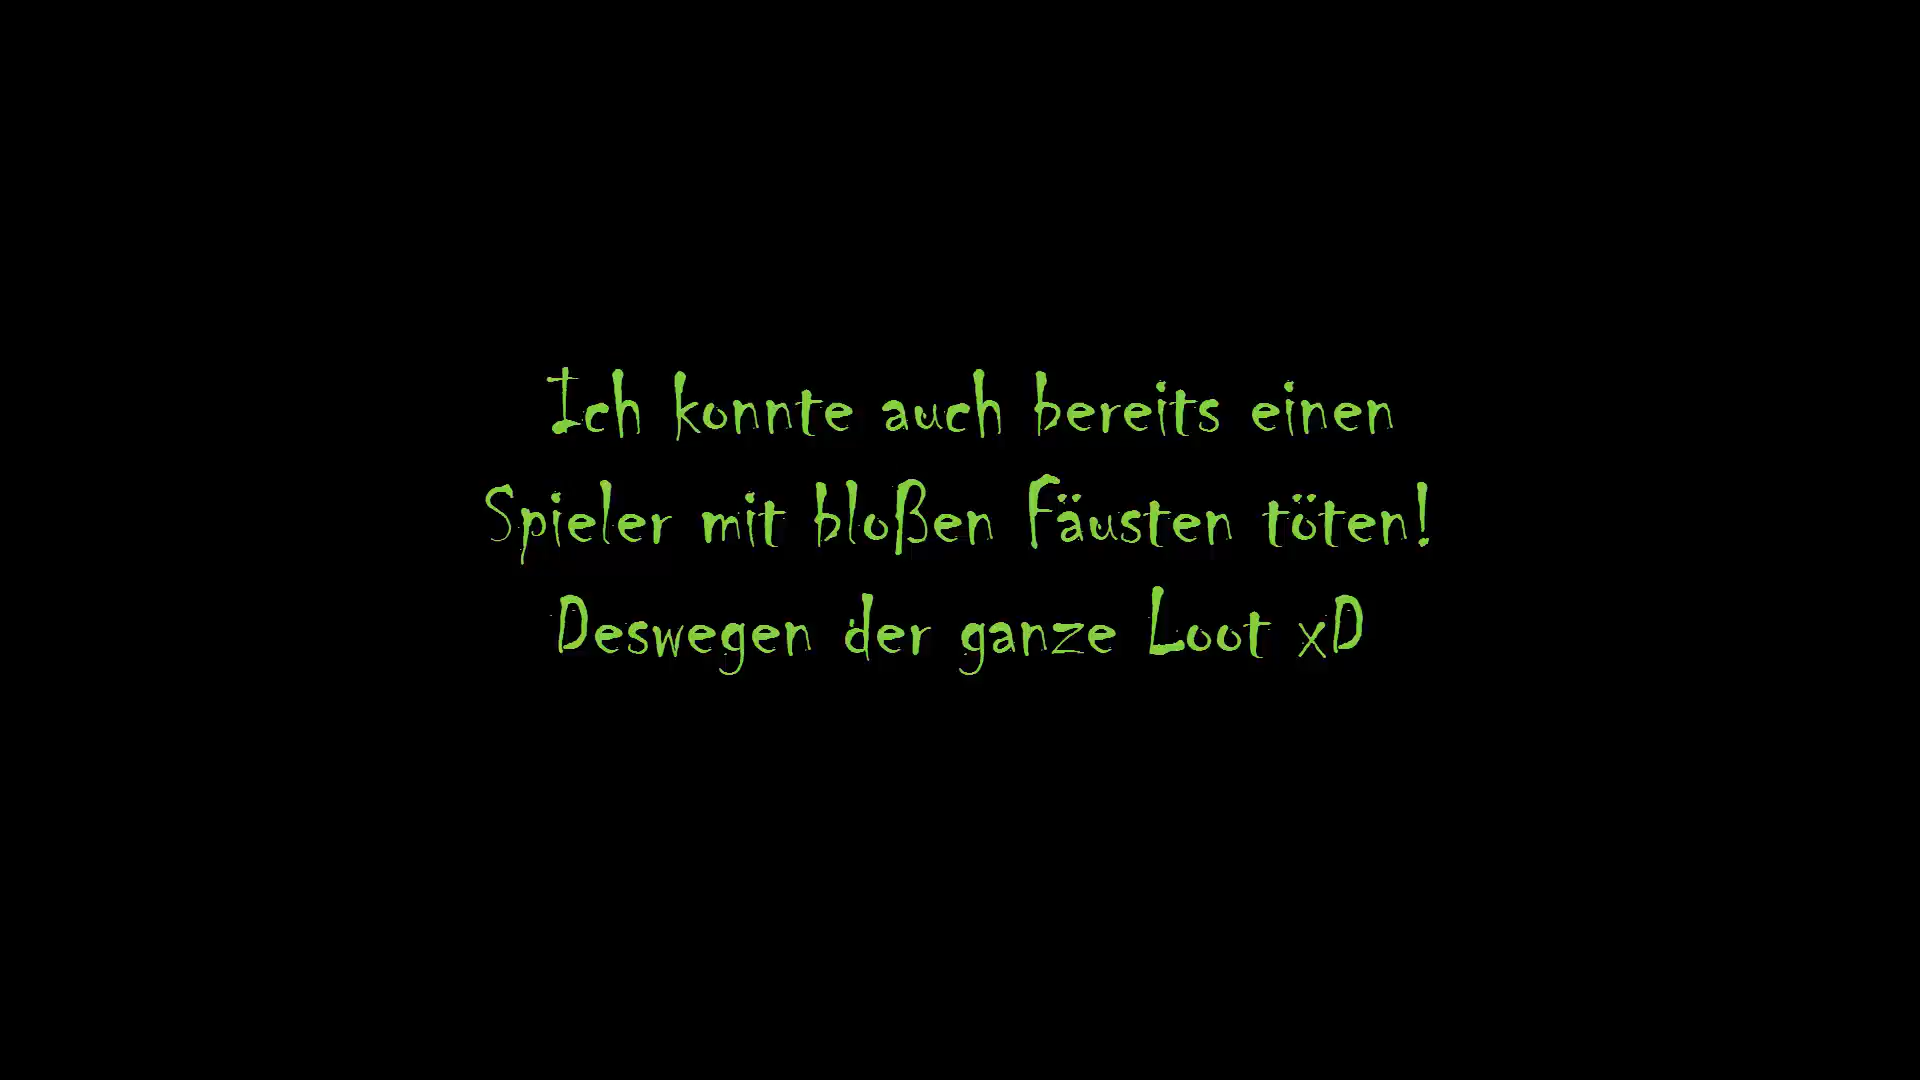 Ich konnte auch bereits einen
Spieler mit bloßen Fäusten töten!
Deswegen der ganze Loot xD